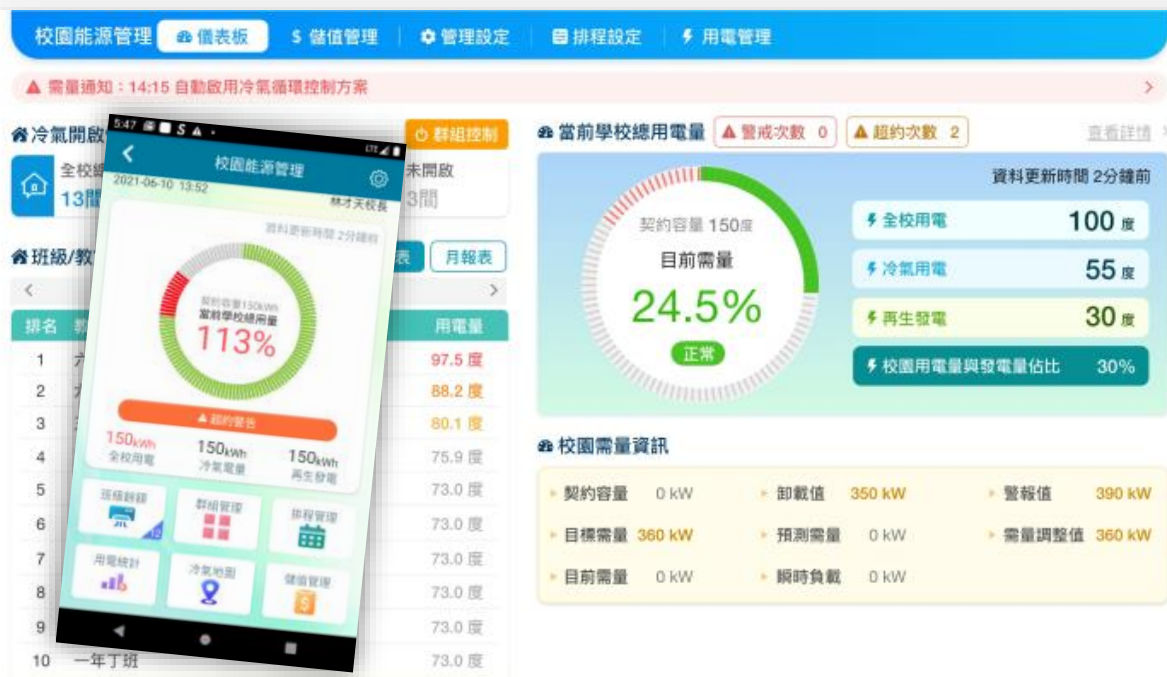 校園能源管理 儀表板 $ 儲值管理 管理設定 排程設定 用電管理
需量通知：14:15 自動啟用冷氣循環控制方案
冷氣開啟
群組控制
全校總
13間
未開啟
3間
班級/教
表 月報表
排名 教 用電量
1 六 97.5 度
2 88.2 度
3 80.1 度
4 75.9 度
5 73.0 度
6 73.0 度
7 73.0 度
8 73.0 度
9 73.0 度
10 一年丁班 73.0 度
5:47
LTE
校園能源管理
2021-06-10 13:52
林才天校長
資料更新時間 2分鐘前
契約容量150kWh
當前學校總用量
113%
超約警告
150kWh 150kWh 150kWh
全校用電 冷氣電量 再生發電
班級餘額 群組管理 排程管理
12
用電統計 冷氣地圖 儲值管理
當前學校總用電量 警戒次數 0 超約次數 2 查看詳情
資料更新時間 2分鐘前
契約容量 150度
目前需量
24.5%
正常
全校用電 100 度
冷氣用電 55 度
再生發電 30 度
校園用電量與發電量佔比 30%
校園需量資訊
契約容量 0 kW 卸載值 350 kW 警報值 390 kW
目標需量 360 kW 預測需量 0 kW 需量調整值 360 kW
目前需量 0 kW 瞬時負載 0 kW